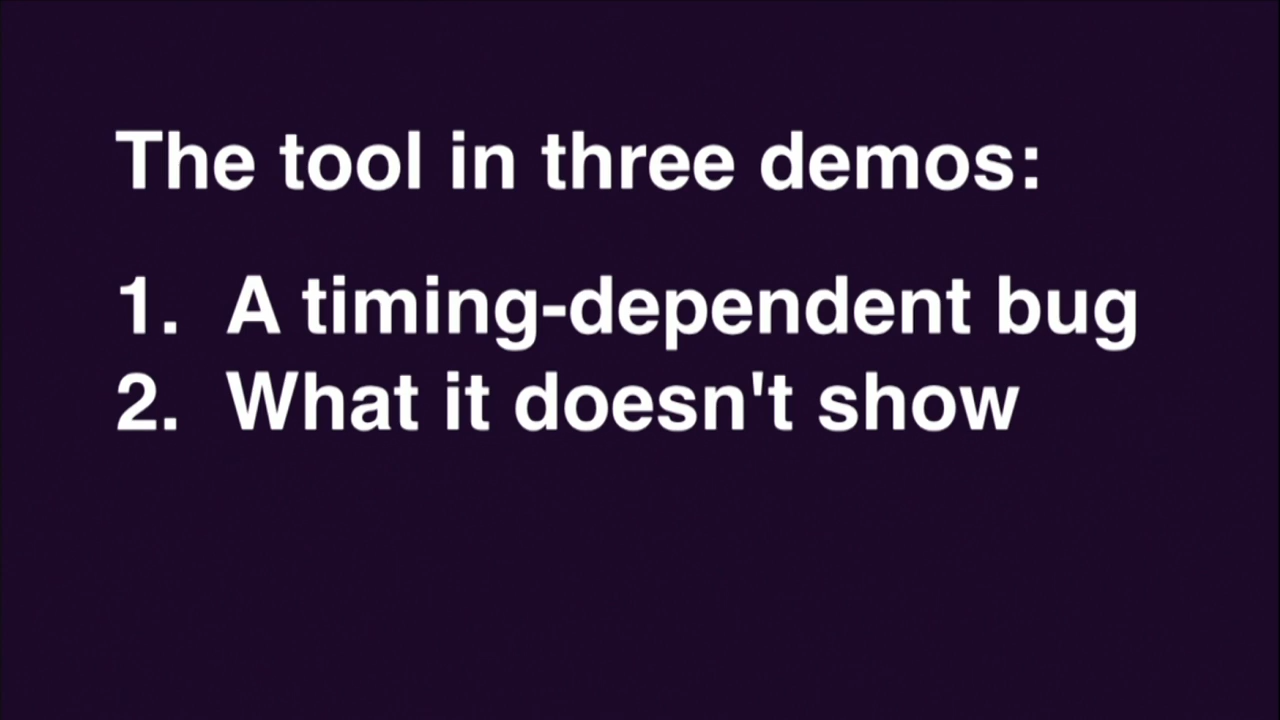 The tool in three demos:
1. A timing-dependent bug
2. What it doesn't show